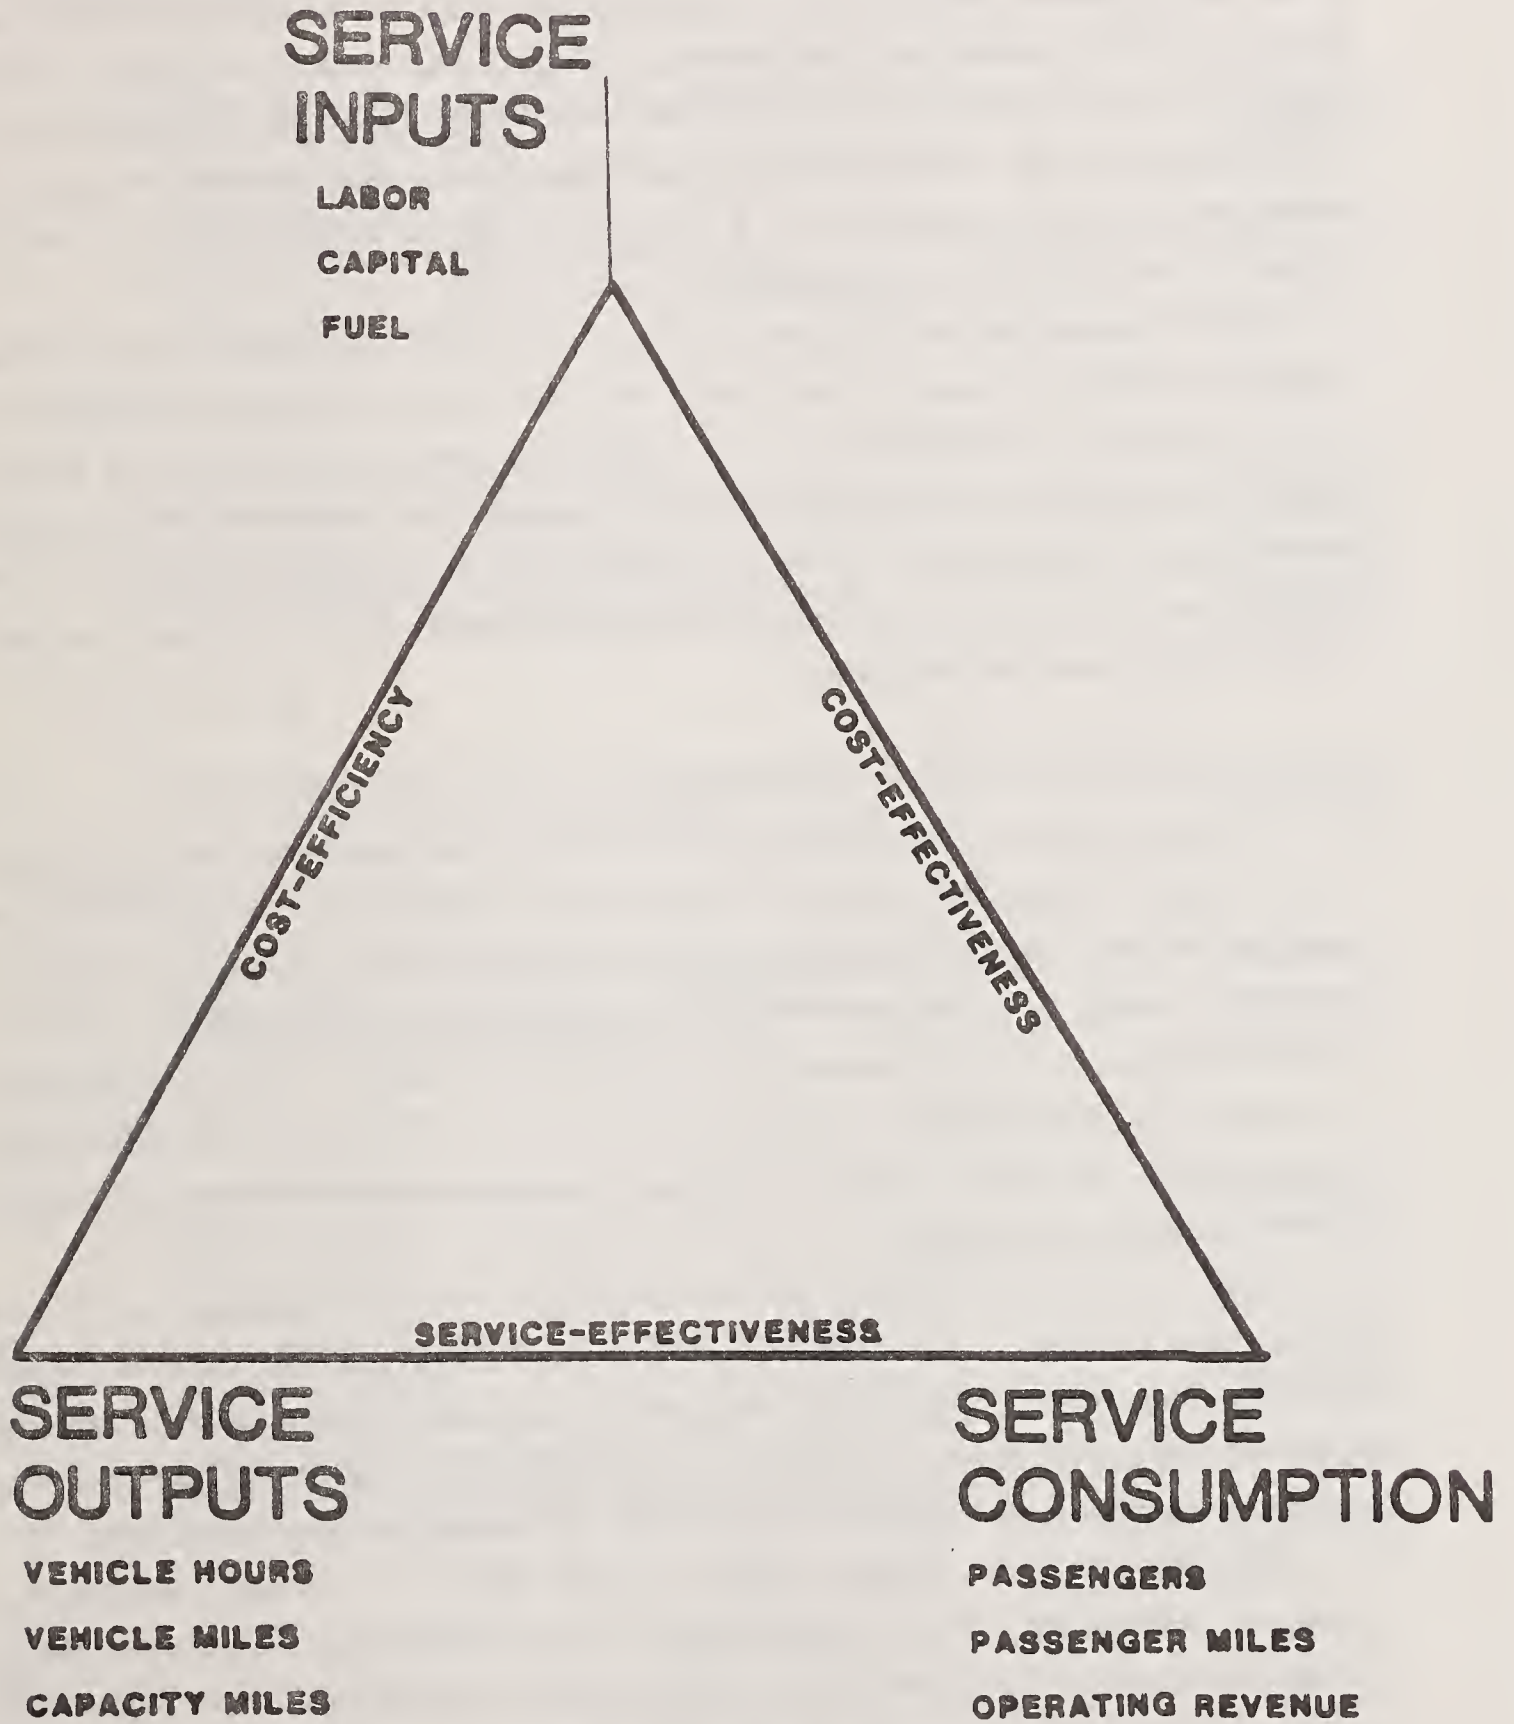 SERVICE
INPUTS
LABOR
CAPITAL
FUEL
COST-EFFICIENCY
COST-EFFECTIVENESS
SERVICE-EFFECTIVENESS
SERVICE
OUTPUTS
VEHICLE HOURS
VEHICLE MILES
CAPACITY MILES
SERVICE
CONSUMPTION
PASSENGERS
PASSENGER MILES
OPERATING REVENUE